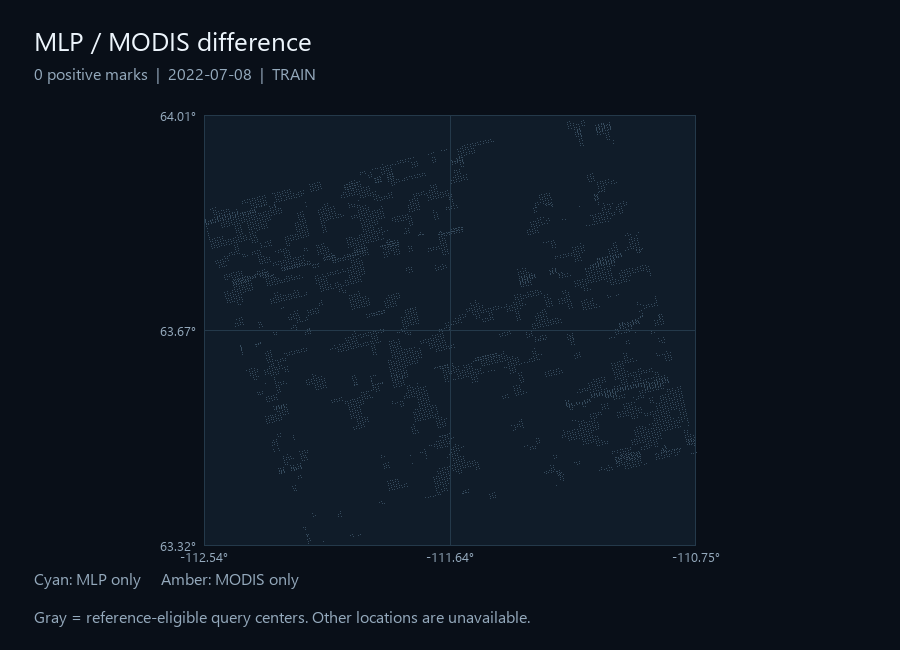 MLP / MODIS difference
0 positive marks | 2022-07-08 | TRAIN
64.01°
63.67°
63.32°
-112.54° -111.64° -110.75°
Cyan: MLP only Amber: MODIS only
Gray = reference-eligible query centers. Other locations are unavailable.